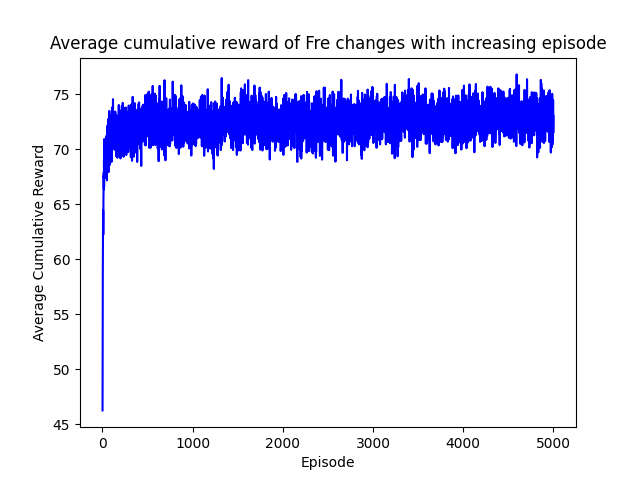 Average cumulative reward of Fre changes with increasing episode
75
70
65
60
55
50
45
Average Cumulative Reward
0 1000 2000 3000 4000 5000
Episode